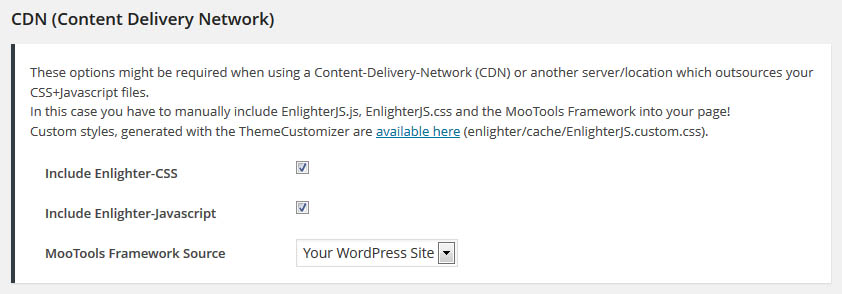 CDN (Content Delivery Network)
These options might be required when using a Content-Delivery-Network (CDN) or another server/location which outsources your
CSS+Javascript files.
In this case you have to manually include EnlighterJS.js, EnlighterJS.css and the MooTools Framework into your page!
Custom styles, generated with the ThemeCustomizer are available here (enlighter/cache/EnlighterJS.custom.css).
Include Enlighter-CSS
Include Enlighter-Javascript
MooTools Framework Source Your WordPress Site